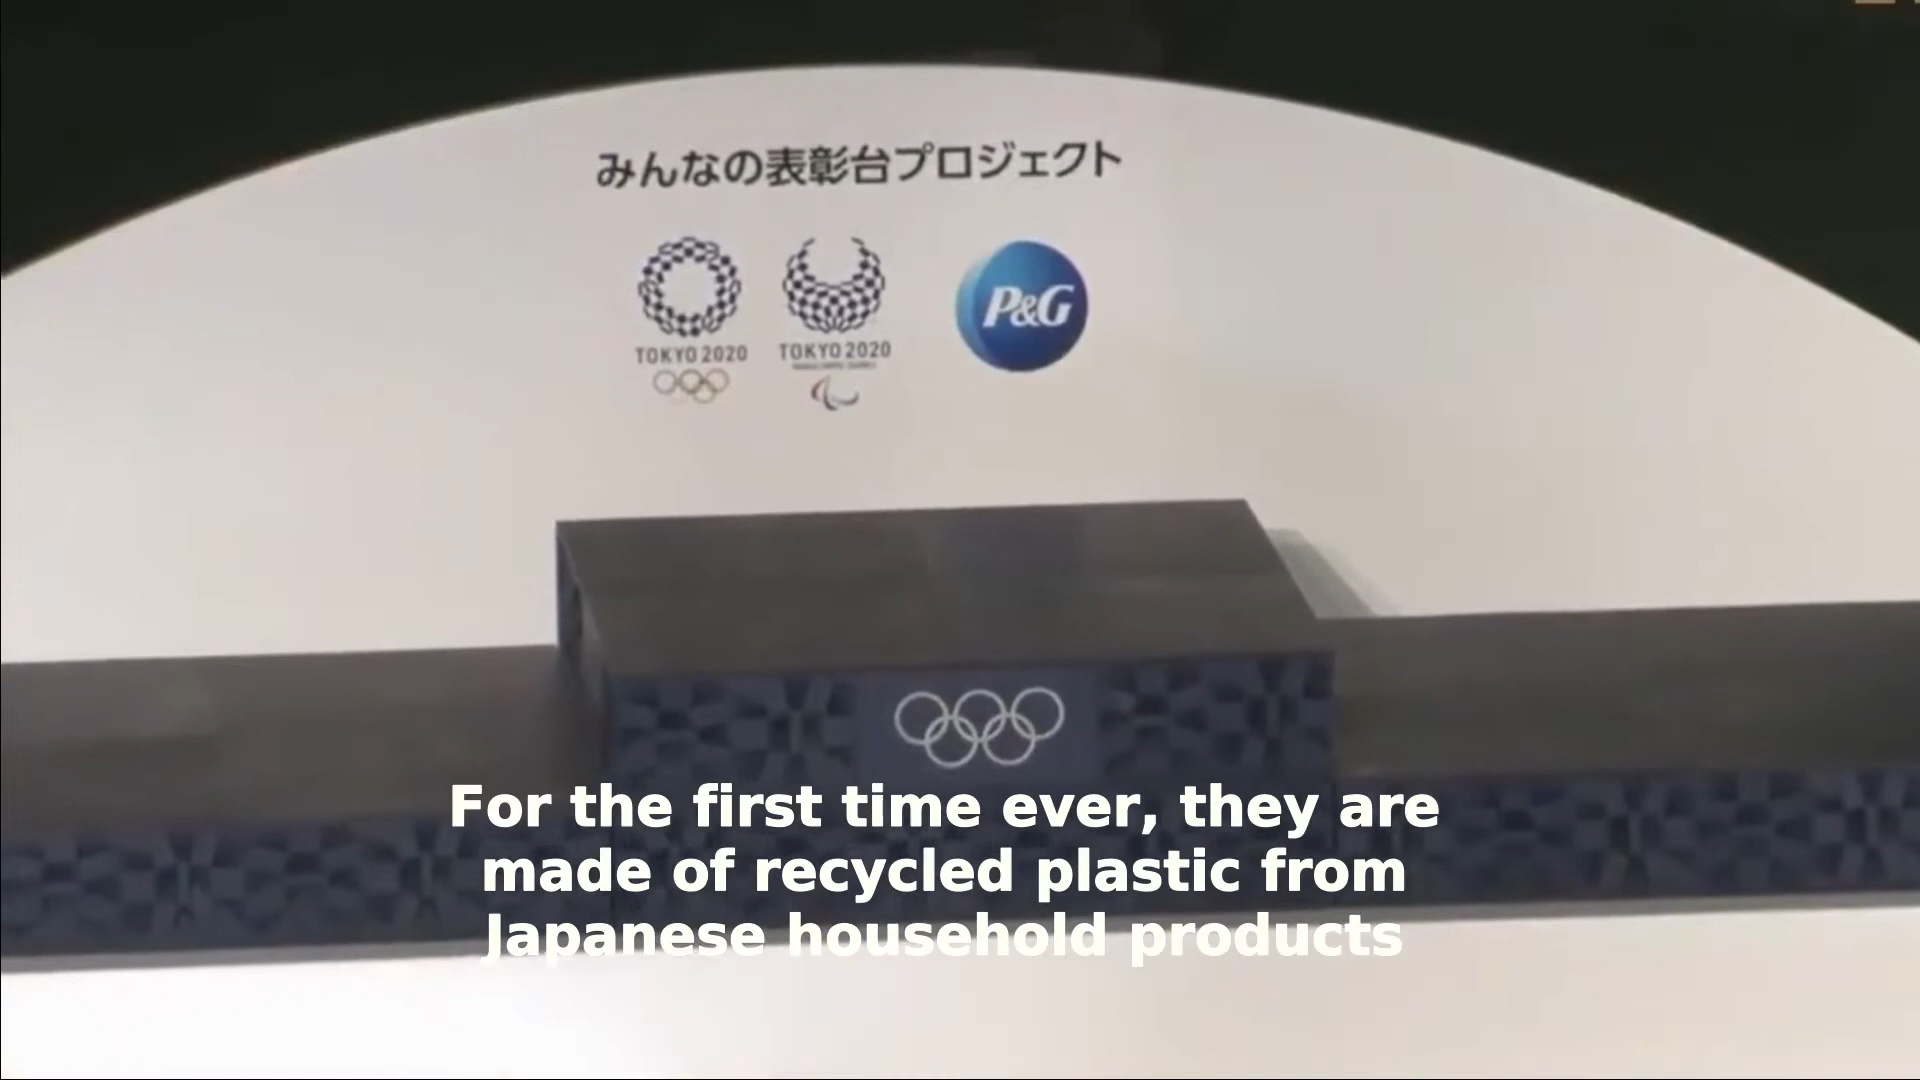 みんなの表彰台プロジェクト
TOKYO 2020
TOKYO 2020
P&G
For the first time ever, they are
made of recycled plastic from
Japanese household products